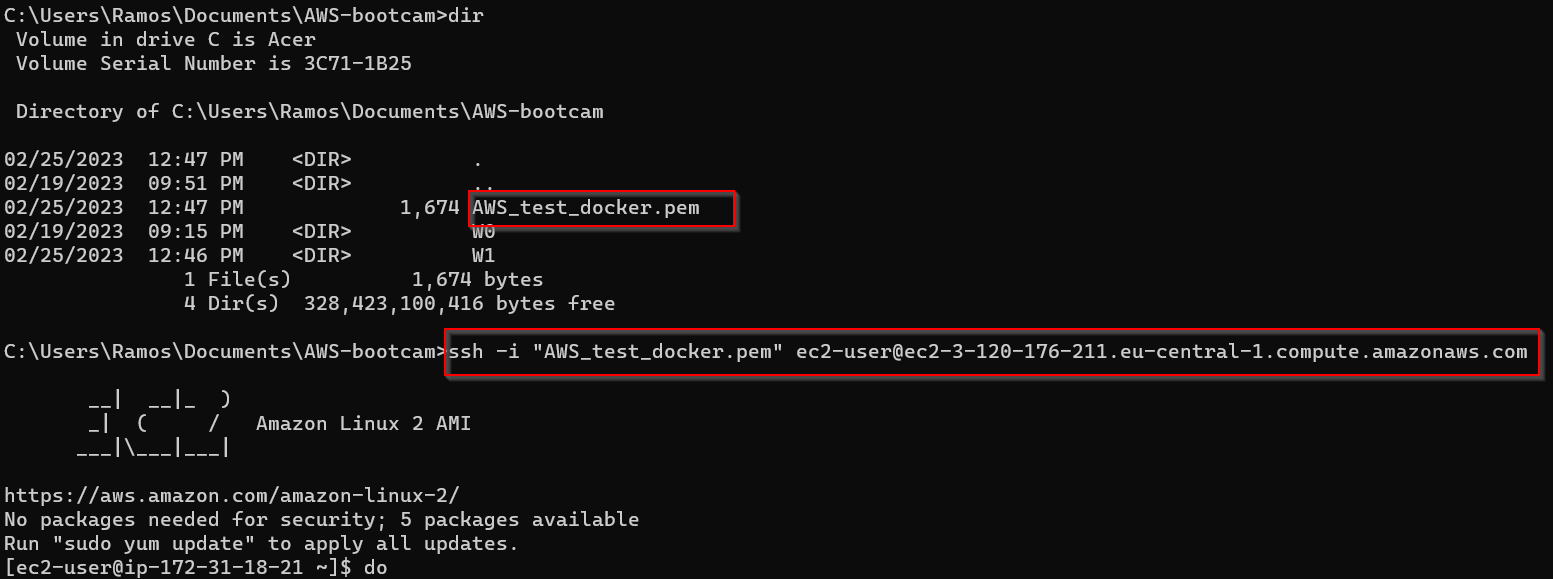 C:\Users\Ramos\Documents\AWS-bootcam>dir
 Volume in drive C is Acer
 Volume Serial Number is 3C71-1B25

 Directory of C:\Users\Ramos\Documents\AWS-bootcam

02/25/2023  12:47 PM    <DIR>          .
02/19/2023  09:51 PM    <DIR>          ..
02/25/2023  12:47 PM             1,674 AWS_test_docker.pem
02/19/2023  09:15 PM    <DIR>          W0
02/25/2023  12:46 PM    <DIR>          W1
               1 File(s)          1,674 bytes
               4 Dir(s)  328,423,100,416 bytes free

C:\Users\Ramos\Documents\AWS-bootcam>ssh -i "AWS_test_docker.pem" ec2-user@ec2-3-120-176-211.eu-central-1.compute.amazonaws.com

       __|  __|_  )
       _|  (     /   Amazon Linux 2 AMI
      ___|\___|___|

https://aws.amazon.com/amazon-linux-2/
No packages needed for security; 5 packages available
Run "sudo yum update" to apply all updates.
[ec2-user@ip-172-31-18-21 ~]$ do